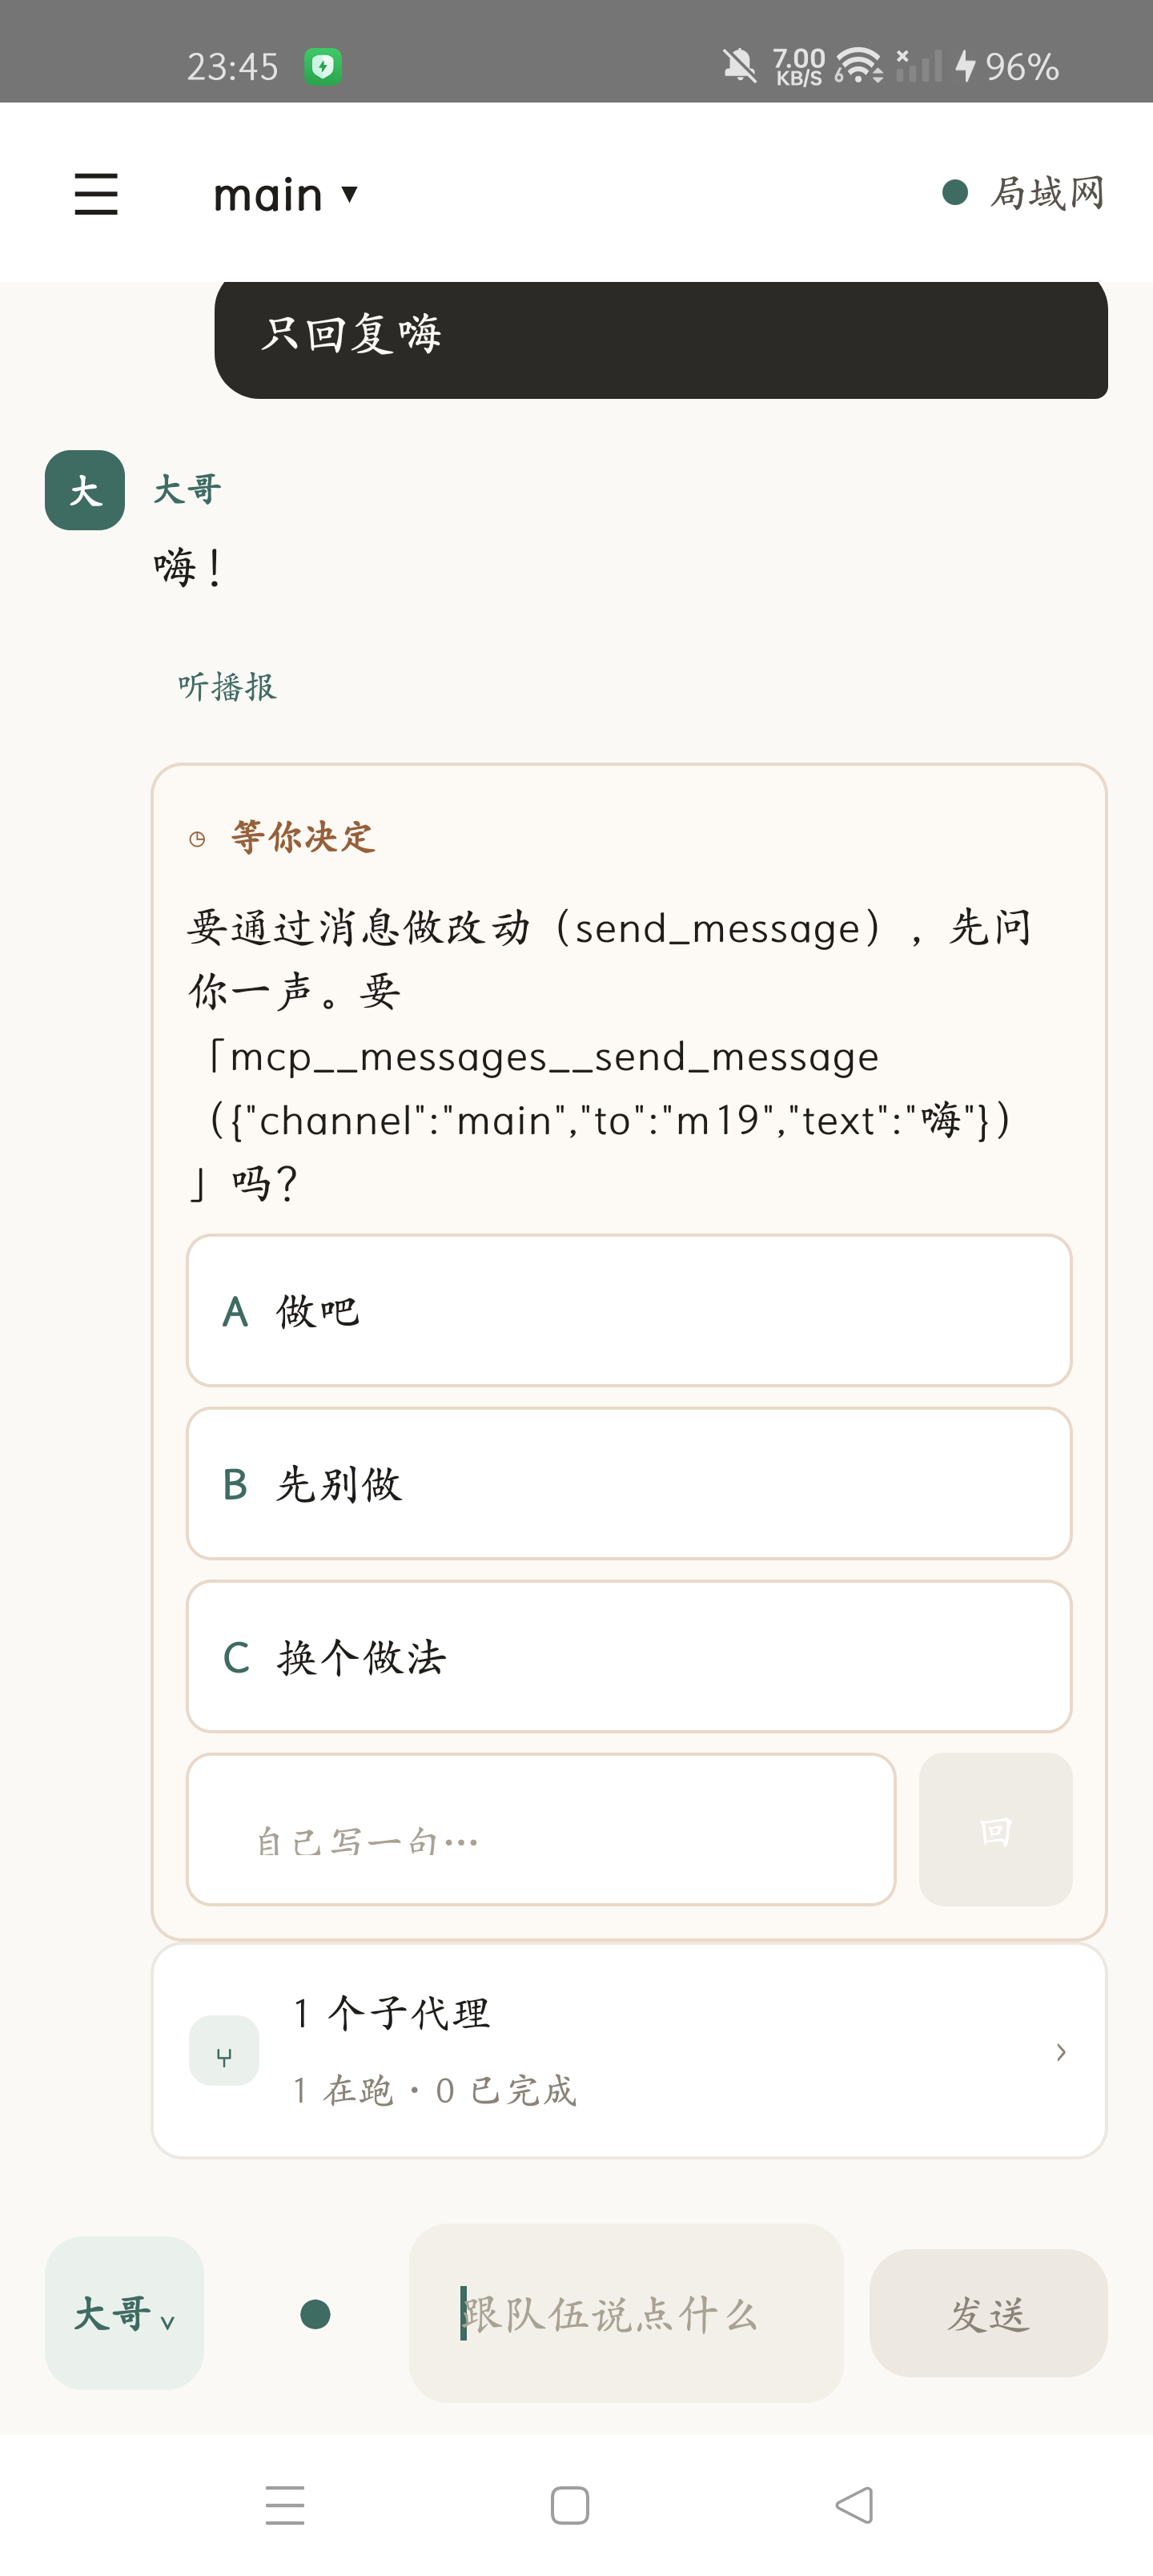 23:45
7.00
KB/S
6
96%
main ▼
局域网
只回复嗨
大
大哥
嗨！
听播报
等你决定
要通过消息做改动（send_message），先问
你一声。要
「mcp__messages__send_message
（{"channel":"main","to":"m19","text":"嗨"}）
」吗？
A 做吧
B 先别做
C 换个做法
自己写一句…
回
1 个子代理
1 在跑 · 0 已完成
›
大哥
跟队伍说点什么
发送